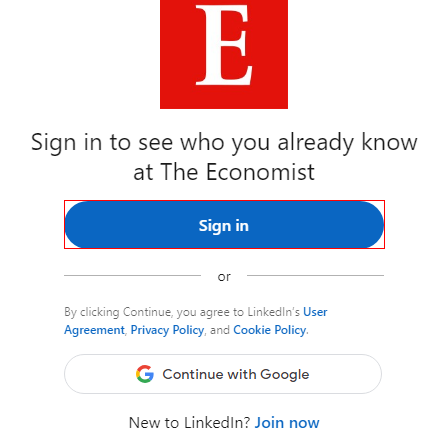 E
Sign in to see who you already know
at The Economist
Sign in
or
By clicking Continue, you agree to LinkedIn's User
Agreement, Privacy Policy, and Cookie Policy.
Continue with Google
New to LinkedIn? Join now